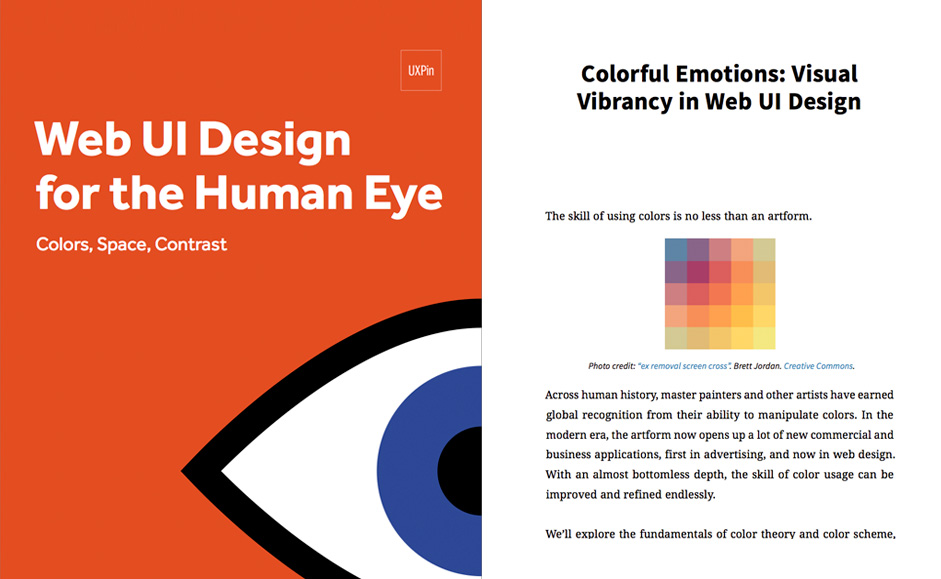 UXPin
Web UI Design
for the Human Eye
Colors, Space, Contrast
Colorful Emotions: Visual
Vibrancy in Web UI Design
The skill of using colors is no less than an artform.
Photo credit: “ex removal screen cross”. Brett Jordan. Creative Commons.
Across human history, master painters and other artists have earned
global recognition from their ability to manipulate colors. In the
modern era, the artform now opens up a lot of new commercial and
business applications, first in advertising, and now in web design.
With an almost bottomless depth, the skill of color usage can be
improved and refined endlessly.
We’ll explore the fundamentals of color theory and color scheme,